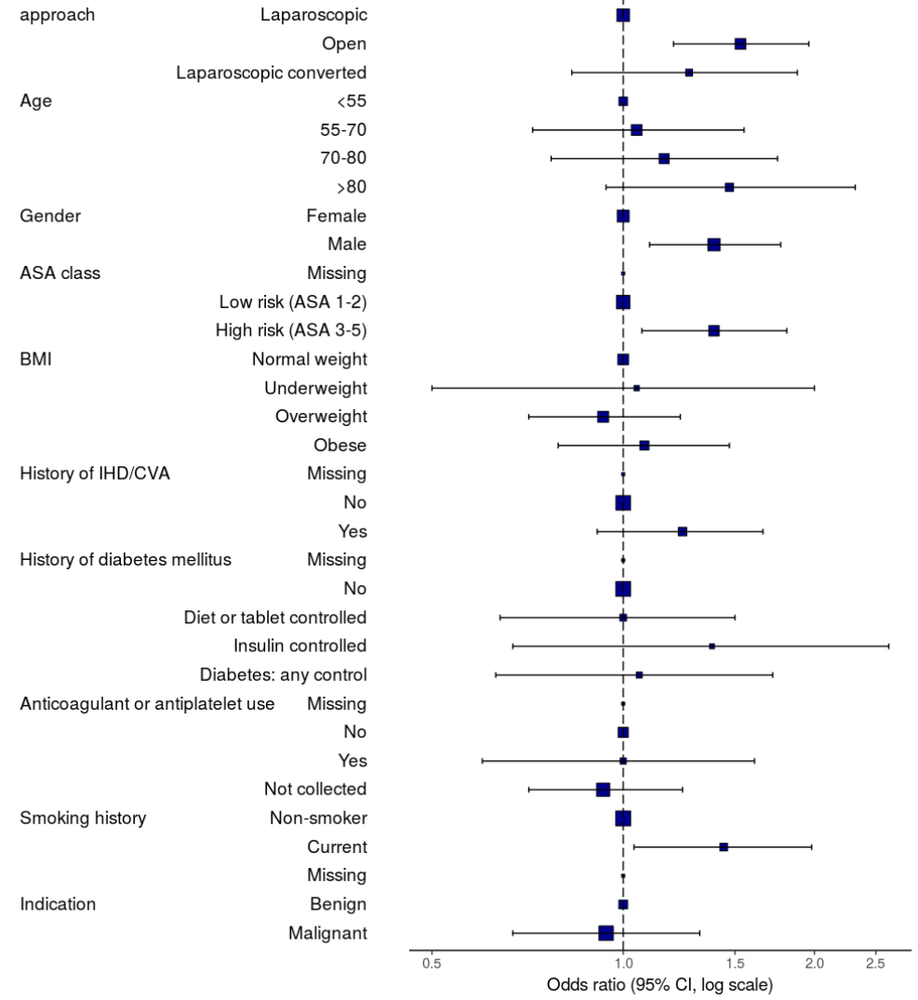 approach Laparoscopic
Open
Laparoscopic converted
Age <55
55-70
70-80
>80
Gender Female
Male
ASA class Missing
Low risk (ASA 1-2)
High risk (ASA 3-5)
BMI Normal weight
Underweight
Overweight
Obese
History of IHD/CVA Missing
No
Yes
History of diabetes mellitus Missing
No
Diet or tablet controlled
Insulin controlled
Diabetes: any control
Anticoagulant or antiplatelet use Missing
No
Yes
Not collected
Smoking history Non-smoker
Current
Missing
Indication Benign
Malignant
0.5 1.0 1.5 2.0 2.5
Odds ratio (95% CI, log scale)